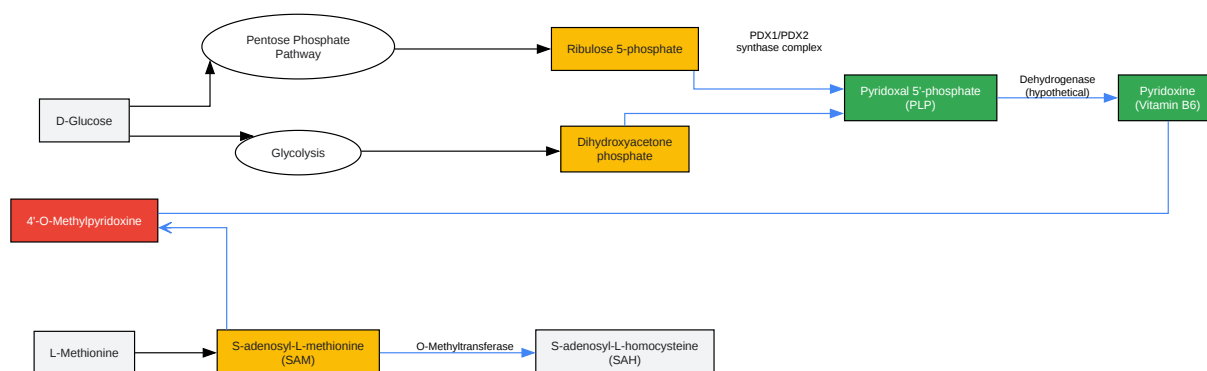 Pentose Phosphate
Pathway
Ribulose 5-phosphate
PDX1/PDX2
synthase complex
D-Glucose
Pyridoxal 5'-phosphate
(PLP)
Dehydrogenase
(hypothetical)
Pyridoxine
(Vitamin B6)
Glycolysis
Dihydroxyacetone
phosphate
4'-O-Methylpyridoxine
L-Methionine
S-adenosyl-L-methionine
(SAM)
O-Methyltransferase
S-adenosyl-L-homocysteine
(SAH)